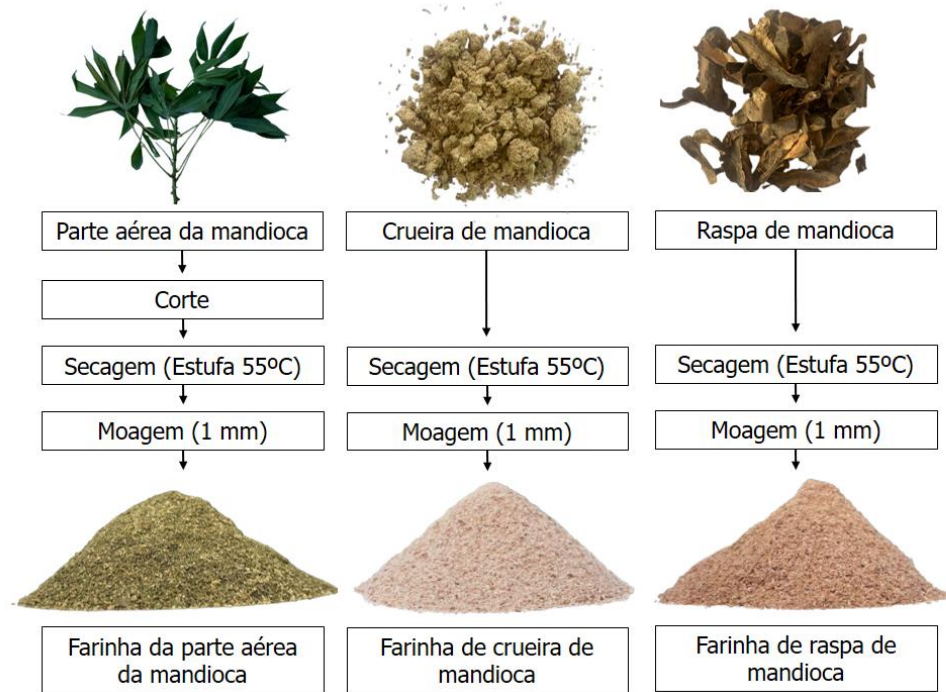 Parte aérea da mandioca
Corte
Secagem (Estufa 55ºC)
Moagem (1 mm)
Farinha da parte aérea
da mandioca
Crueira de mandioca
Secagem (Estufa 55ºC)
Moagem (1 mm)
Farinha de crueira de
mandioca
Raspa de mandioca
Secagem (Estufa 55ºC)
Moagem (1 mm)
Farinha de raspa de
mandioca